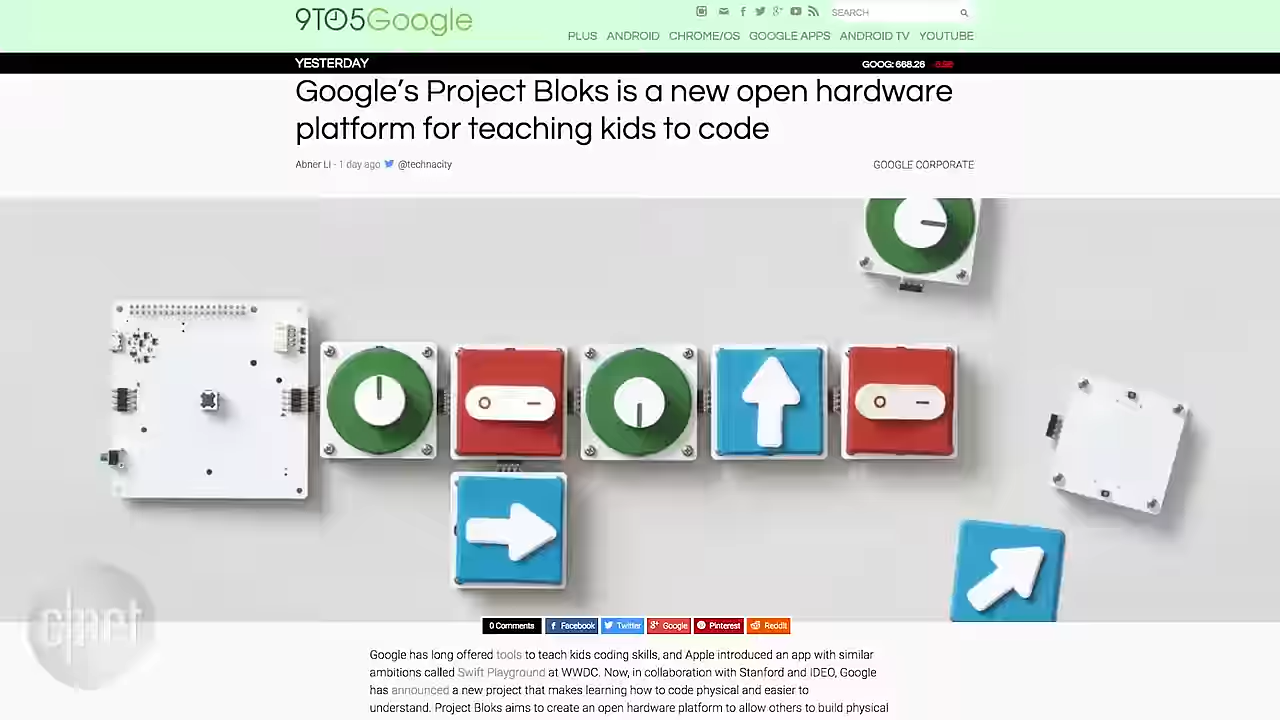 9TO5Google
SEARCH
PLUS ANDROID CHROME/OS GOOGLE APPS ANDROID TV YOUTUBE
YESTERDAY
GOOG: 668.26
Google’s Project Bloks is a new open hardware
platform for teaching kids to code
Abner Li - 1 day ago @technacity
GOOGLE CORPORATE
0 Comments Facebook Twitter Google Pinterest Reddit
Google has long offered tools to teach kids coding skills, and Apple introduced an app with similar
ambitions called Swift Playground at WWDC. Now, in collaboration with Stanford and IDEO, Google
has announced a new project that makes learning how to code physical and easier to
understand. Project Bloks aims to create an open hardware platform to allow others to build physical